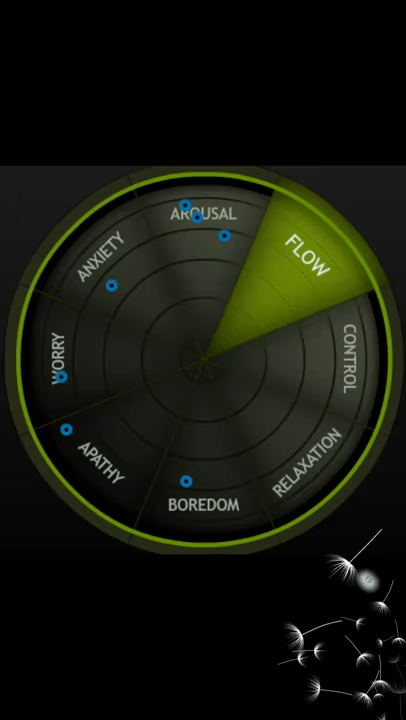 AROUSAL
FLOW
CONTROL
RELAXATION
BOREDOM
APATHY
WORRY
ANXIETY